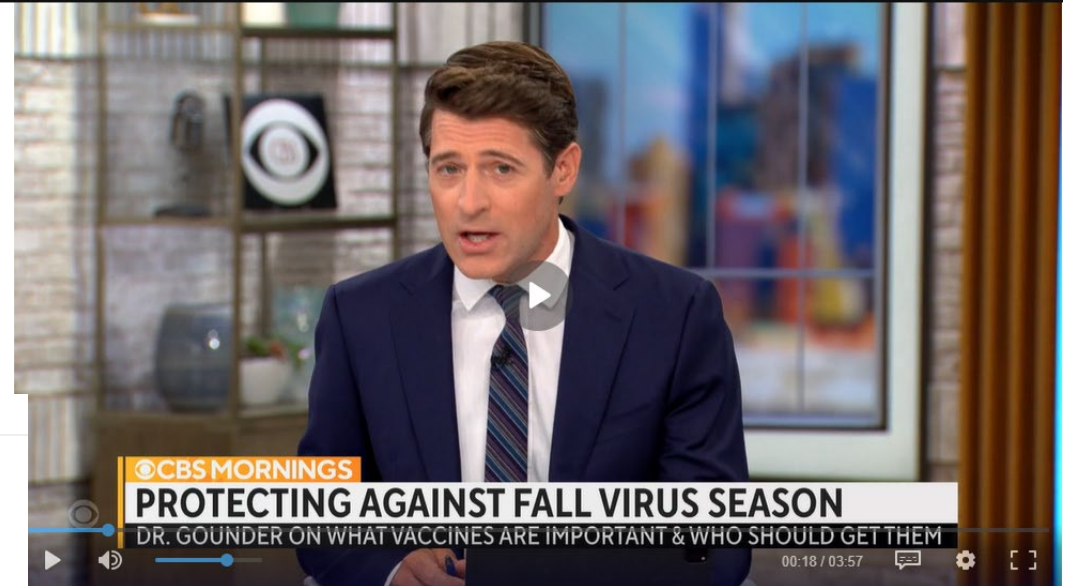 CBS MORNINGS
PROTECTING AGAINST FALL VIRUS SEASON
DR. GOUNDER ON WHAT VACCINES ARE IMPORTANT & WHO SHOULD GET THEM
00:18 / 03:57